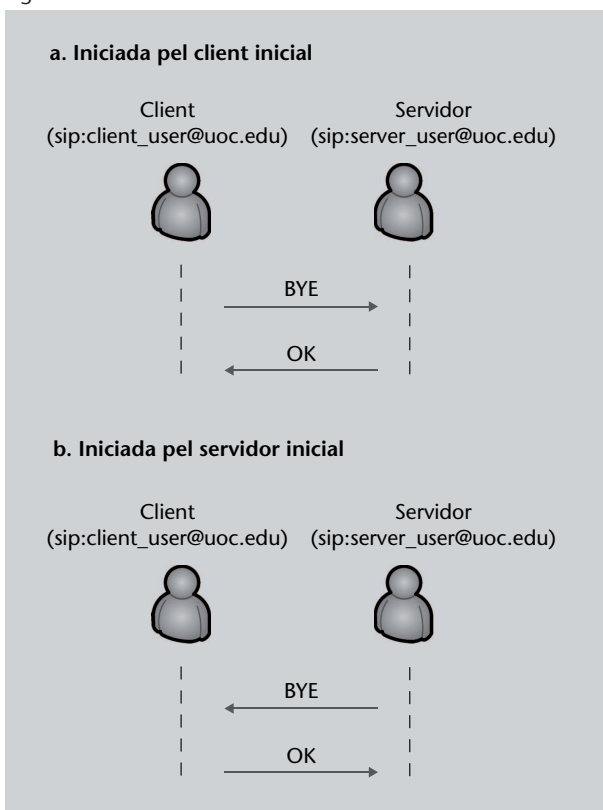 a. Iniciada pel client inicial
Client
Servidor
(sip:client_user@uoc.edu)
(sip:server_user@uoc.edu)
BYE
OK
b. Iniciada pel servidor inicial
Client
Servidor
(sip:client_user@uoc.edu)
(sip:server_user@uoc.edu)
BYE
OK